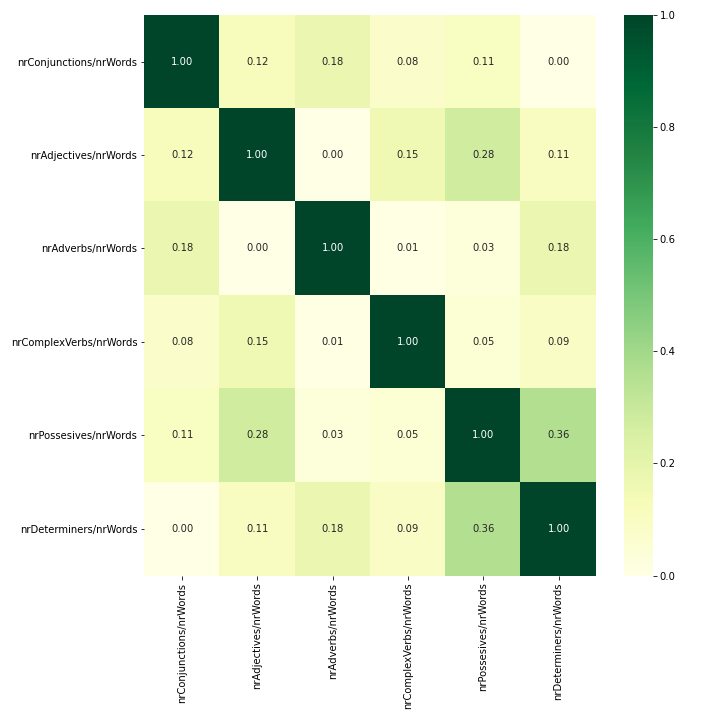 nrConjunctions/nrWords 1.00 0.12 0.18 0.08 0.11 0.00
nrAdjectives/nrWords 0.12 1.00 0.00 0.15 0.28 0.11
nrAdverbs/nrWords 0.18 0.00 1.00 0.01 0.03 0.18
nrComplexVerbs/nrWords 0.08 0.15 0.01 1.00 0.05 0.09
nrPossesives/nrWords 0.11 0.28 0.03 0.05 1.00 0.36
nrDeterminers/nrWords 0.00 0.11 0.18 0.09 0.36 1.00
nrConjunctions/nrWords
nrAdjectives/nrWords
nrAdverbs/nrWords
nrComplexVerbs/nrWords
nrPossesives/nrWords
nrDeterminers/nrWords
1.0
0.8
0.6
0.4
0.2
0.0